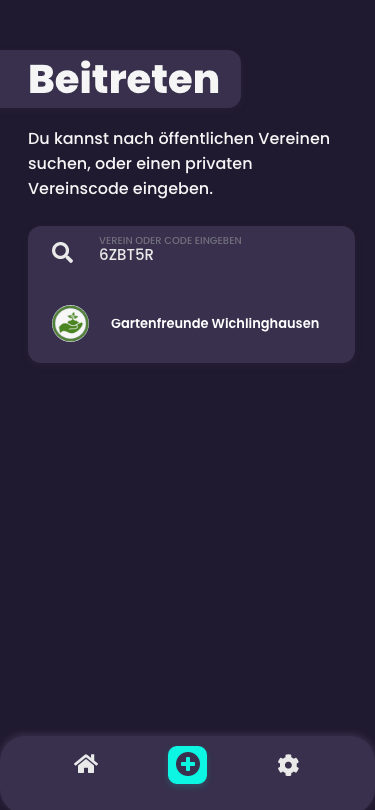 Beitreten
Du kannst nach öffentlichen Vereinen
suchen, oder einen privaten
Vereinscode eingeben.
VEREIN ODER CODE EINGEBEN
6ZBT5R
Gartenfreunde Wichlinghausen